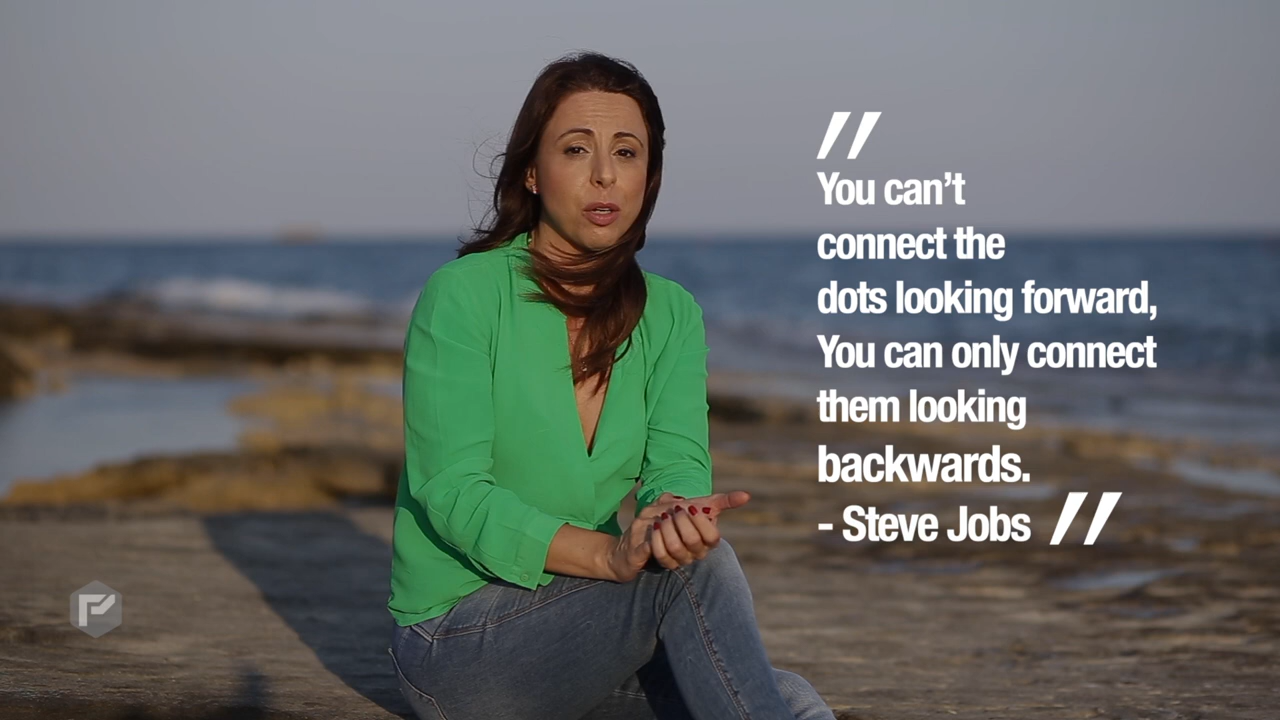 "
You can't
connect the
dots looking forward,
You can only connect
them looking
backwards.
- Steve Jobs "